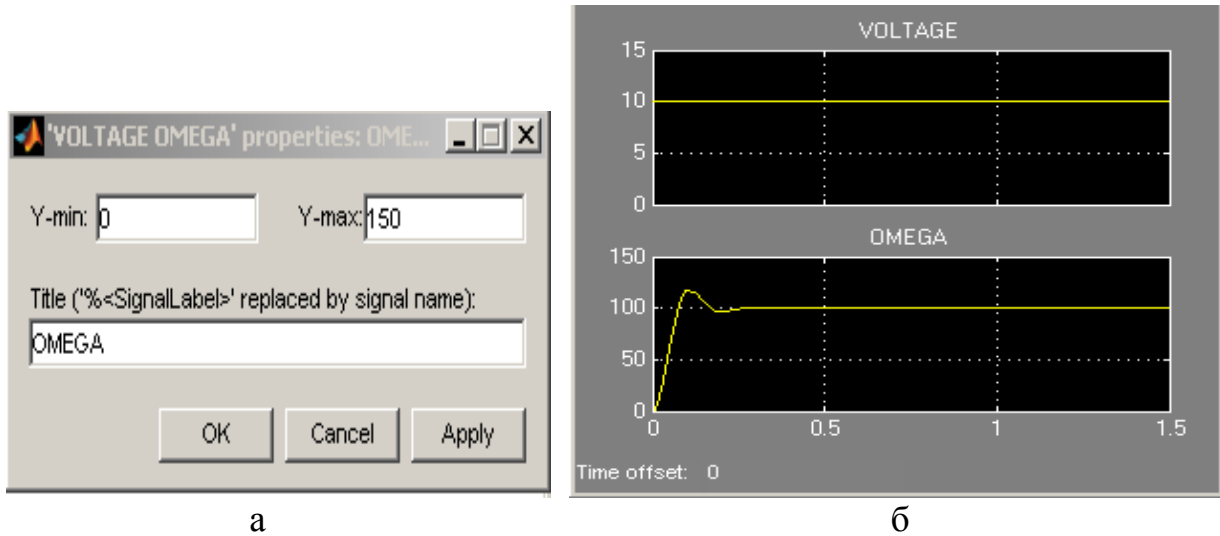 'VOLTAGE OMEGA' properties: OME...
Y-min: 0 Y-max: 150
Title ('%<SignalLabel>' replaced by signal name):
OMEGA
OK Cancel Apply
а
VOLTAGE
15
10
5
0
OMEGA
150
100
50
0
0 0.5 1 1.5
Time offset: 0
б